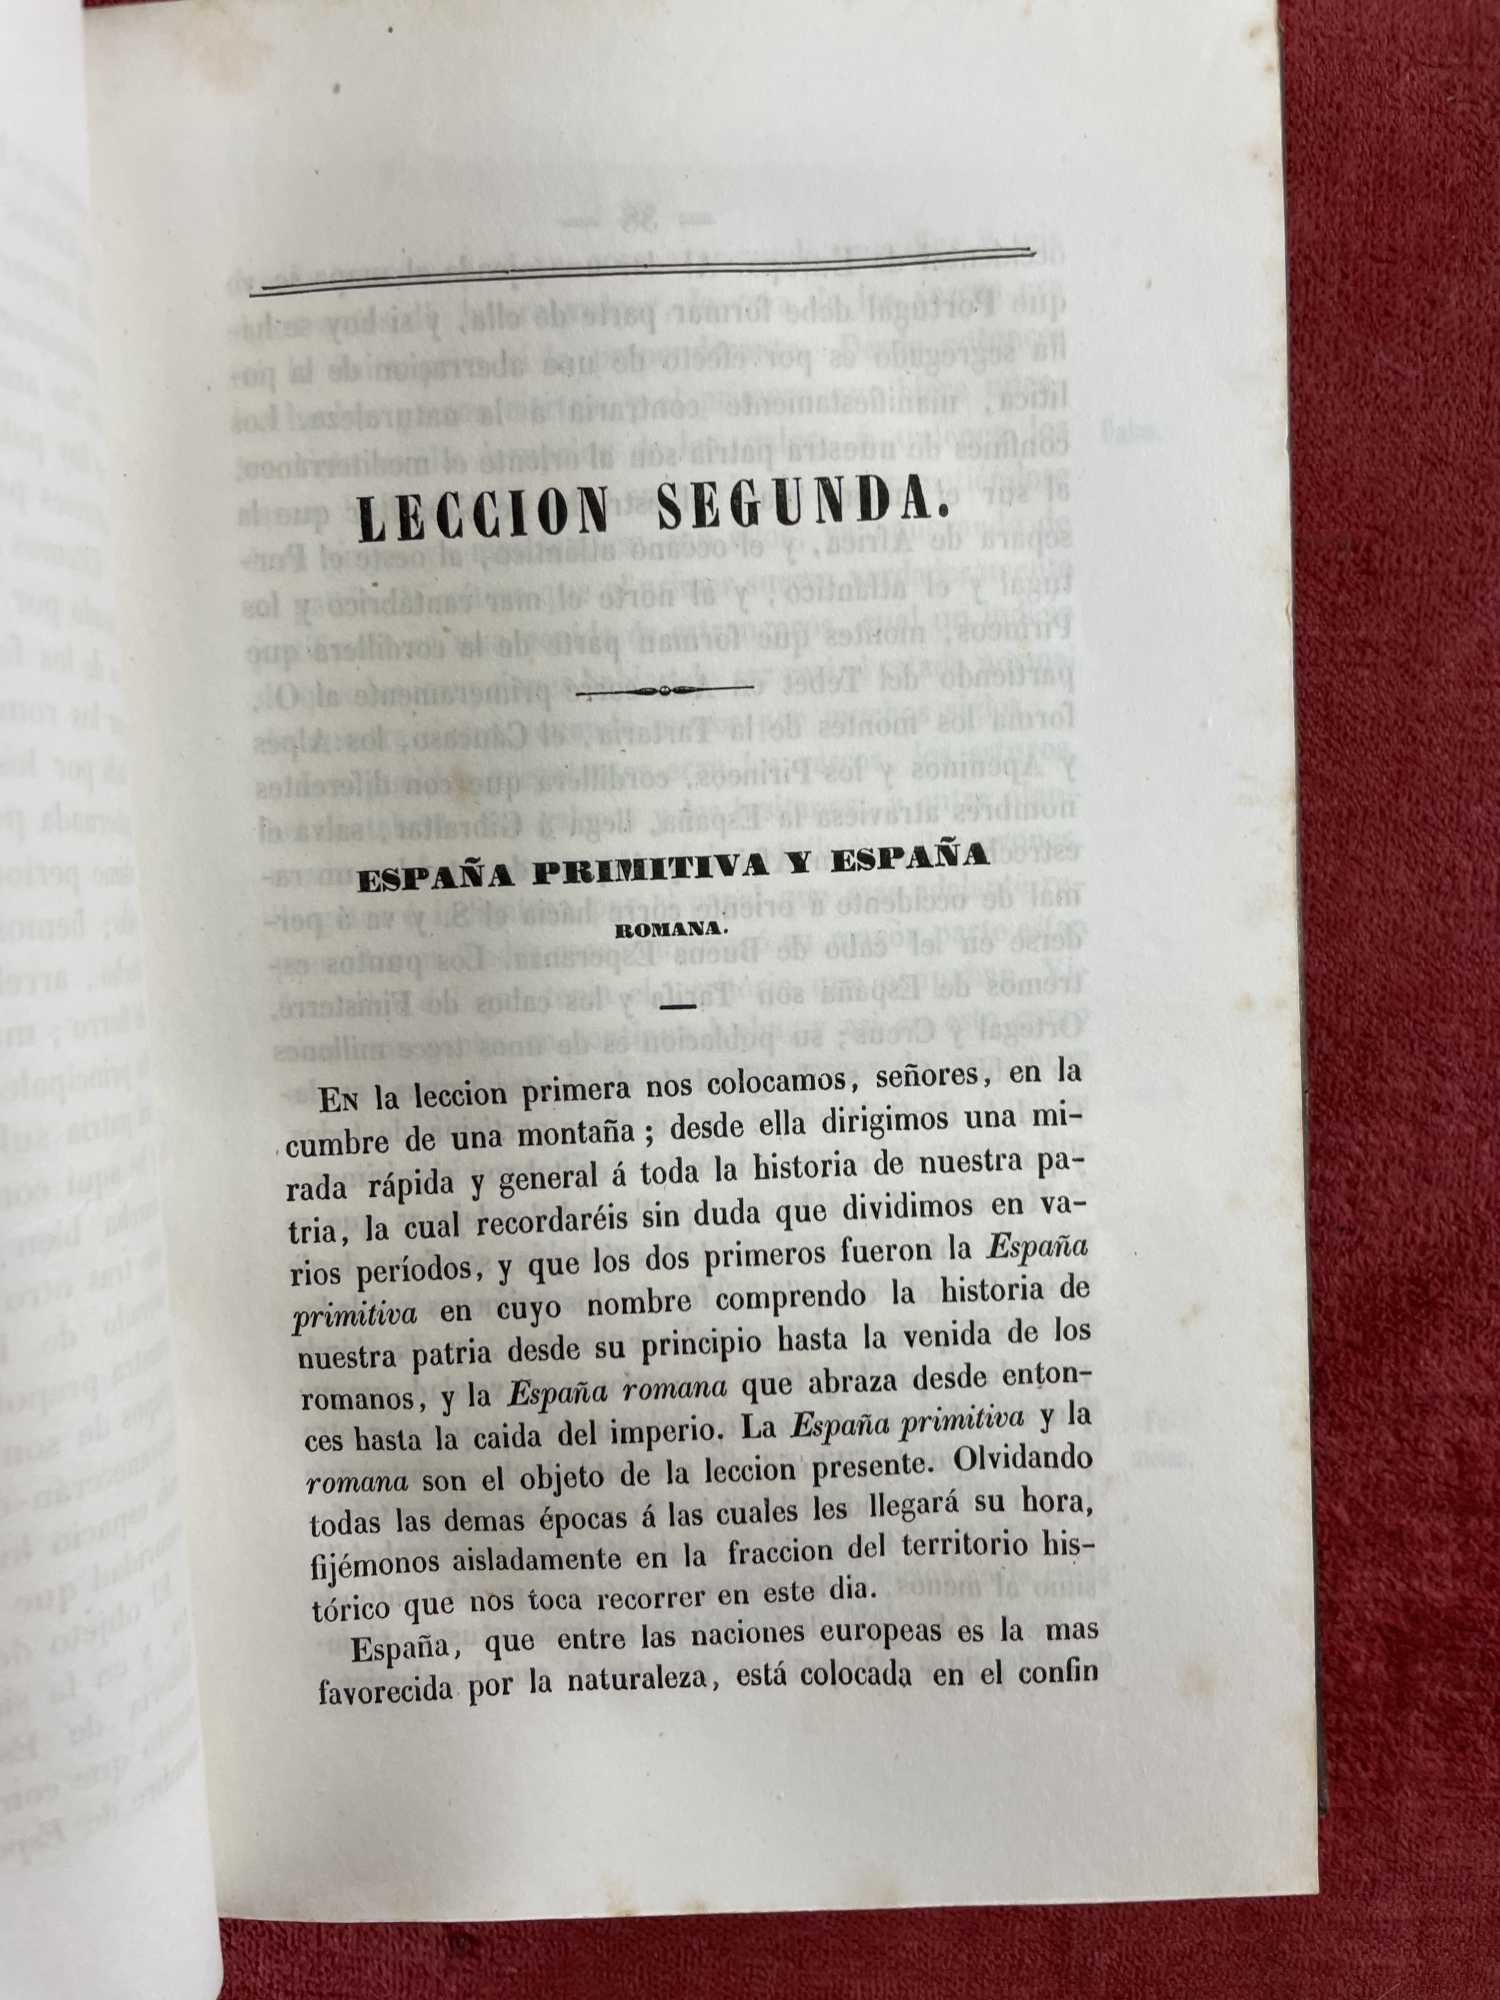 LECCION SEGUNDA.
ESPAÑA PRIMITIVA Y ESPAÑA
ROMANA.
EN la leccion primera nos colocamos, señores, en la
cumbre de una montaña; desde ella dirigimos una mi-
rada rápida y general á toda la historia de nuestra pa-
tria, la cual recordaréis sin duda que dividimos en va-
rios períodos, y que los dos primeros fueron la España
primitiva en cuyo nombre comprendo la historia de
nuestra patria desde su principio hasta la venida de los
romanos, y la España romana que abraza desde enton-
ces hasta la caida del imperio. La España primitiva y la
romana son el objeto de la leccion presente. Olvidando
todas las demas épocas á las cuales les llegará su hora,
fijémonos aisladamente en la fraccion del territorio his-
tórico que nos toca recorrer en este dia.
España, que entre las naciones europeas es la mas
favorecida por la naturaleza, está colocada en el confin